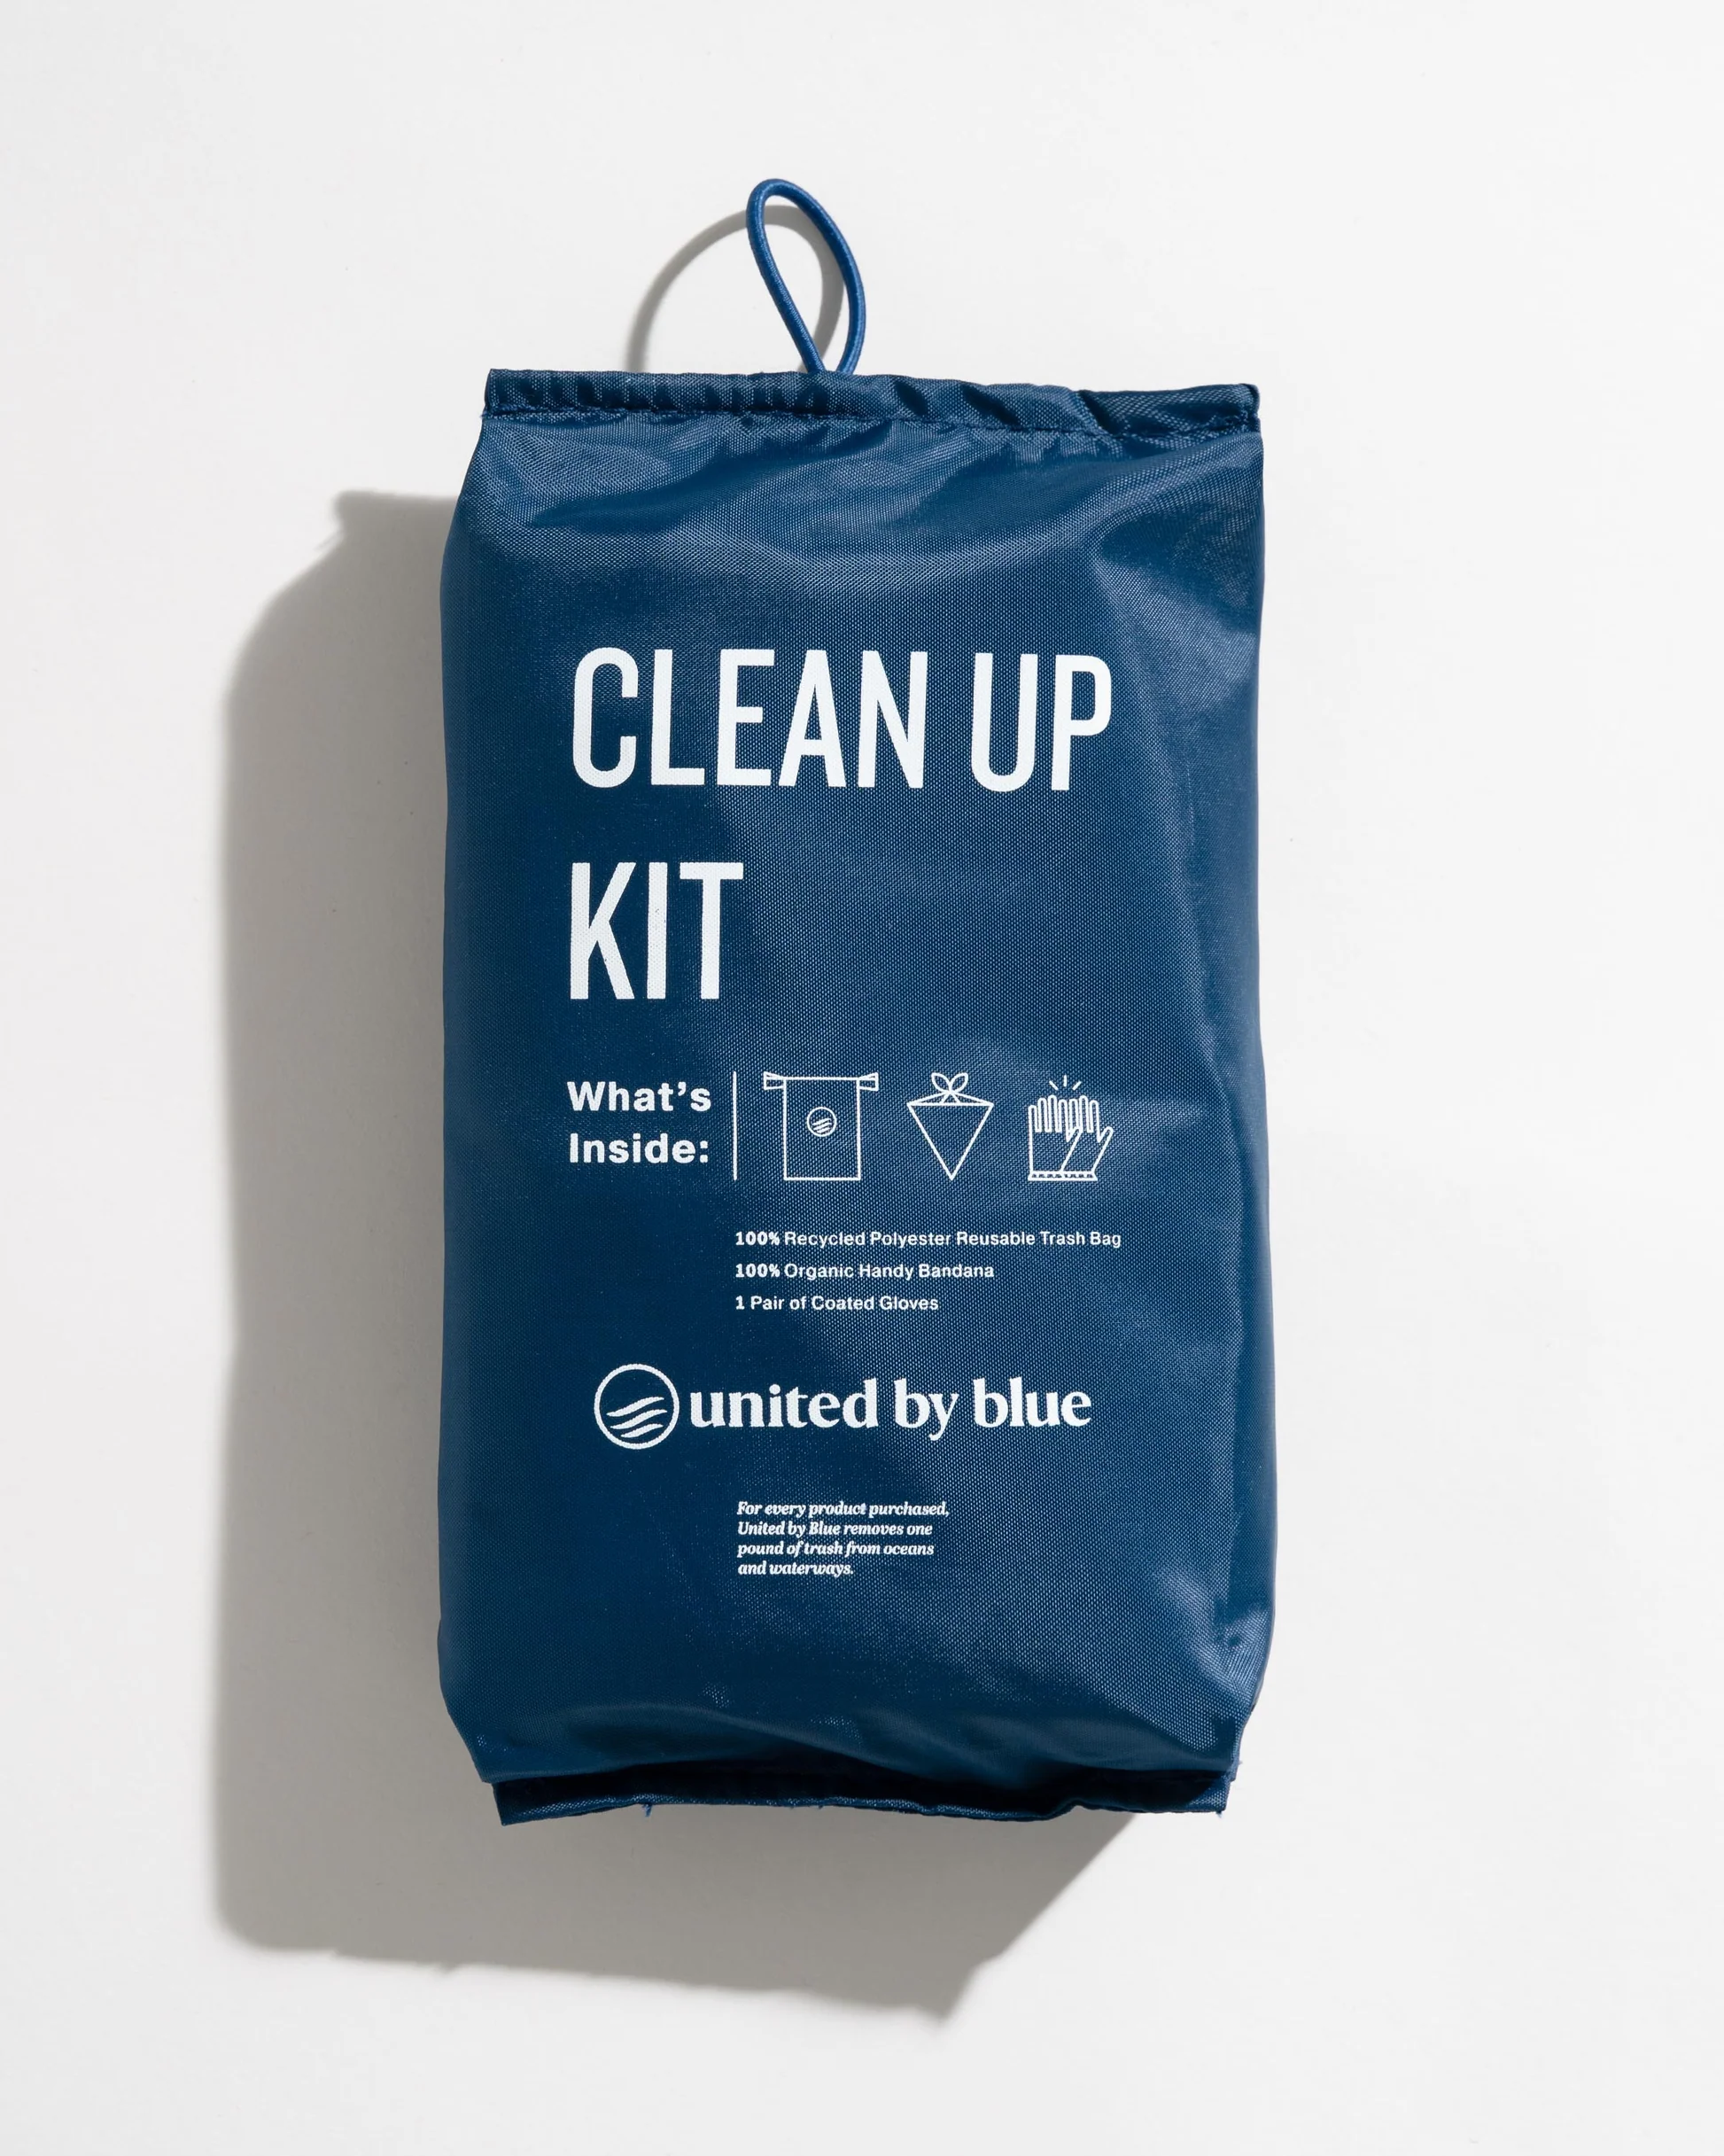 CLEAN UP
KIT
What's
Inside:
100% Recycled Polyester Reusable Trash Bag
100% Organic Handy Bandana
1 Pair of Coated Gloves
united by blue
For every product purchased,
United by Blue removes one
pound of trash from oceans
and waterways.